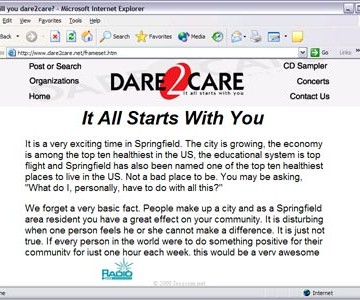 ill you dare2care? - Microsoft Internet Explorer
File Edit View Favorites Tools Help
Back Search Favorites Media
http://www.dare2care.net/frameset.htm Go Links
Post or Search
Organizations
Home
DARE2CARE
It all starts with you
CD Sampler
Concerts
Contact Us
It All Starts With You
It is a very exciting time in Springfield. The city is growing, the economy
is among the top ten healthiest in the US, the educational system is top
flight and Springfield has also been named one of the top ten healthiest
places to live in the US. Not a bad place to be. You may be asking,
"What do I, personally, have to do with all this?"
We forget a very basic fact. People make up a city and as a Springfield
area resident you have a great effect on your community. It is disturbing
when one person feels he or she cannot make a difference. It is just not
true. If every person in the world were to do something positive for their
community for just one hour each week, this would be a very awesome
RADIO
Done Internet